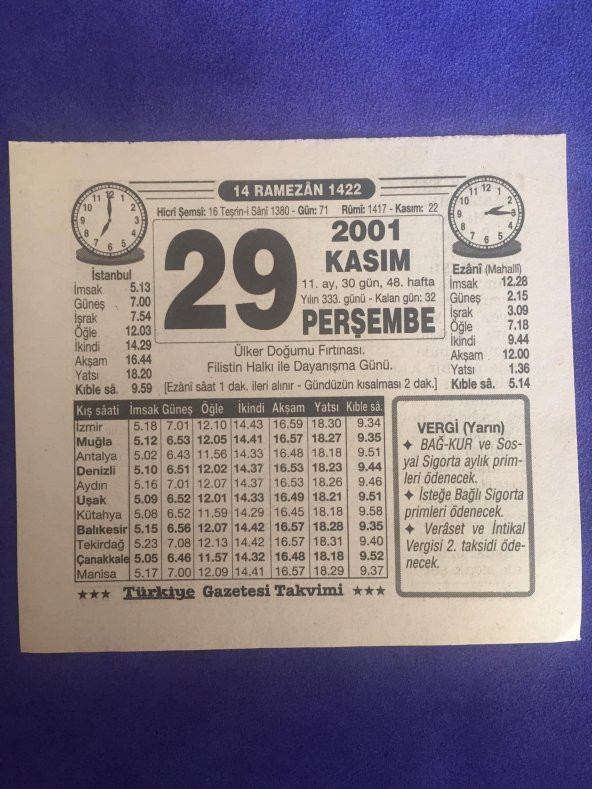 14 RAMEZÂN 1422
Hicrî Şemsi: 16 Teşrin-i Sânî 1380 - Gün: 71 Rûmî: 1417 - Kasım: 22
29
2001
KASIM
11. ay, 30 gün, 48. hafta
Yılın 333. günü - Kalan gün: 32
PERŞEMBE
İstanbul
İmsak 5.13
Güneş 7.00
İşrak 7.54
Öğle 12.03
İkindi 14.29
Akşam 16.44
Yatsı 18.20
Kıble sâ. 9.59
Ezânî (Mahallî)
İmsak 12.28
Güneş 2.15
İşrak 3.09
Öğle 7.18
İkindi 9.44
Akşam 12.00
Yatsı 1.36
Kıble sâ. 5.14
Ülker Doğumu Fırtınası.
Filistin Halkı ile Dayanışma Günü.
[Ezânî sâat 1 dak. ileri alınır - Gündüzün kısalması 2 dak.]
Kış sâati İmsak Güneş Öğle İkindi Akşam Yatsı Kıble sâ.
İzmir 5.18 7.01 12.10 14.43 16.59 18.30 9.34
Muğla 5.12 6.53 12.05 14.41 16.57 18.27 9.35
Antalya 5.02 6.43 11.56 14.33 16.48 18.18 9.51
Denizli 5.10 6.51 12.02 14.37 16.53 18.23 9.44
Aydın 5.16 7.01 12.07 14.37 16.53 18.26 9.46
Uşak 5.09 6.52 12.01 14.33 16.49 18.21 9.51
Kütahya 5.08 6.52 11.59 14.29 16.45 18.18 9.58
Balıkesir 5.15 6.56 12.07 14.42 16.57 18.28 9.35
Tekirdağ 5.23 7.08 12.13 14.42 16.57 18.31 9.40
Çanakkale 5.05 6.46 11.57 14.32 16.48 18.18 9.52
Manisa 5.17 7.00 12.09 14.41 16.57 18.29 9.37
Türkiye Gazetesi Takvimi
VERGİ (Yarın)
BAĞ-KUR ve Sos-
yal Sigorta aylık prim-
leri ödenecek.
İsteğe Bağlı Sigorta
primleri ödenecek.
Verâset ve İntikal
Vergisi 2. taksidi öde-
necek.